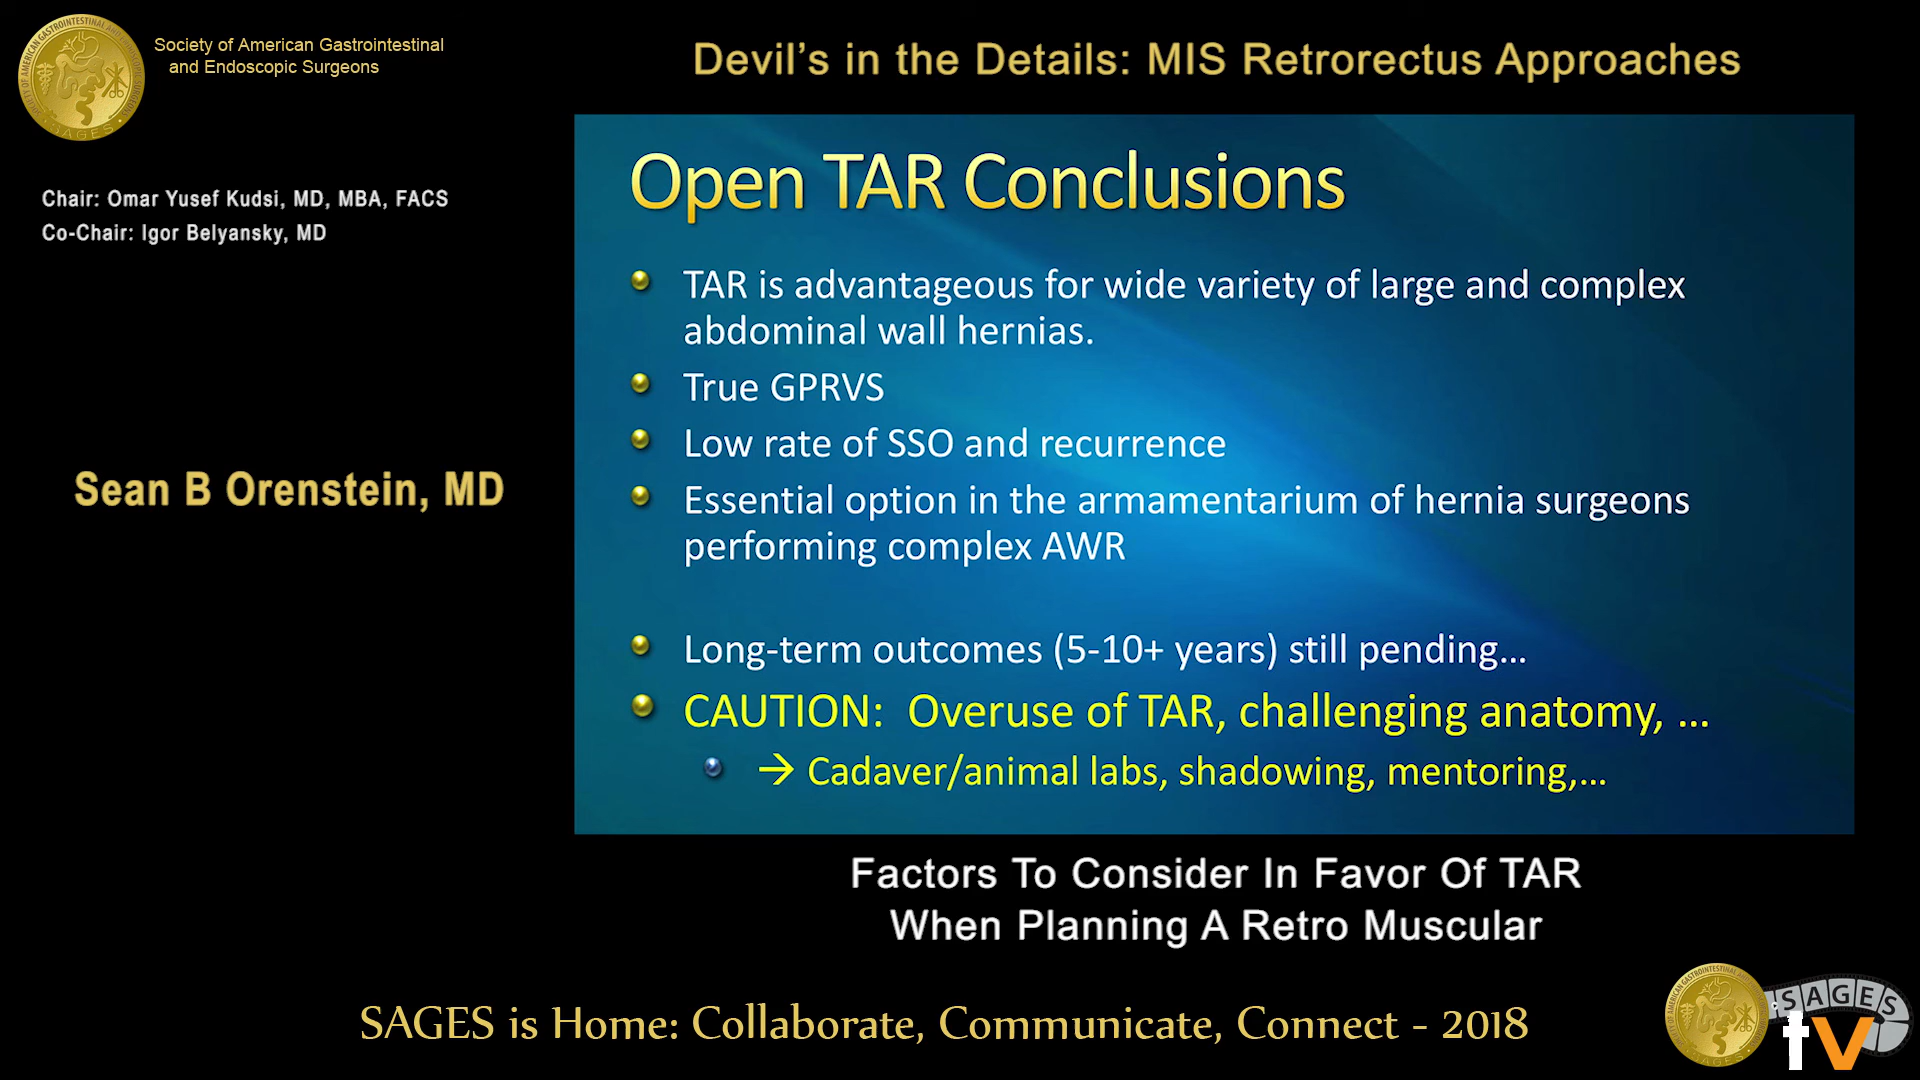 Society of American Gastrointestinal
and Endoscopic Surgeons
Devil’s in the Details: MIS Retrorectus Approaches
Chair: Omar Yusef Kudsi, MD, MBA, FACS
Co-Chair: Igor Belyansky, MD
Sean B Orenstein, MD
Open TAR Conclusions
TAR is advantageous for wide variety of large and complex
abdominal wall hernias.
True GPRVS
Low rate of SSO and recurrence
Essential option in the armamentarium of hernia surgeons
performing complex AWR
Long-term outcomes (5-10+ years) still pending…
CAUTION:  Overuse of TAR, challenging anatomy, …
→ Cadaver/animal labs, shadowing, mentoring,…
Factors To Consider In Favor Of TAR
When Planning A Retro Muscular
SAGES is Home: Collaborate, Communicate, Connect - 2018
SAGES
tv